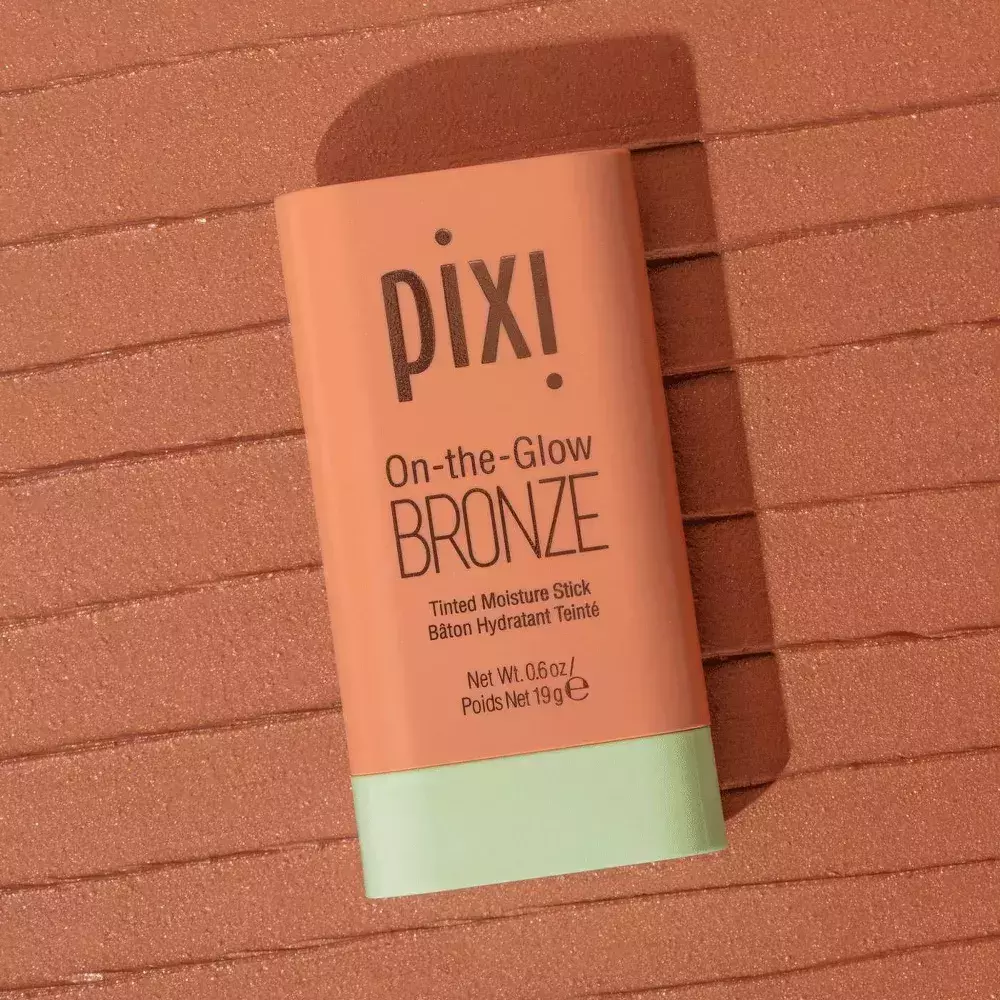 pixi
On-the-Glow
BRONZE
Tinted Moisture Stick
Bâton Hydratant Teinté
Net Wt. 0.6 oz /
Poids Net 19 g ℮